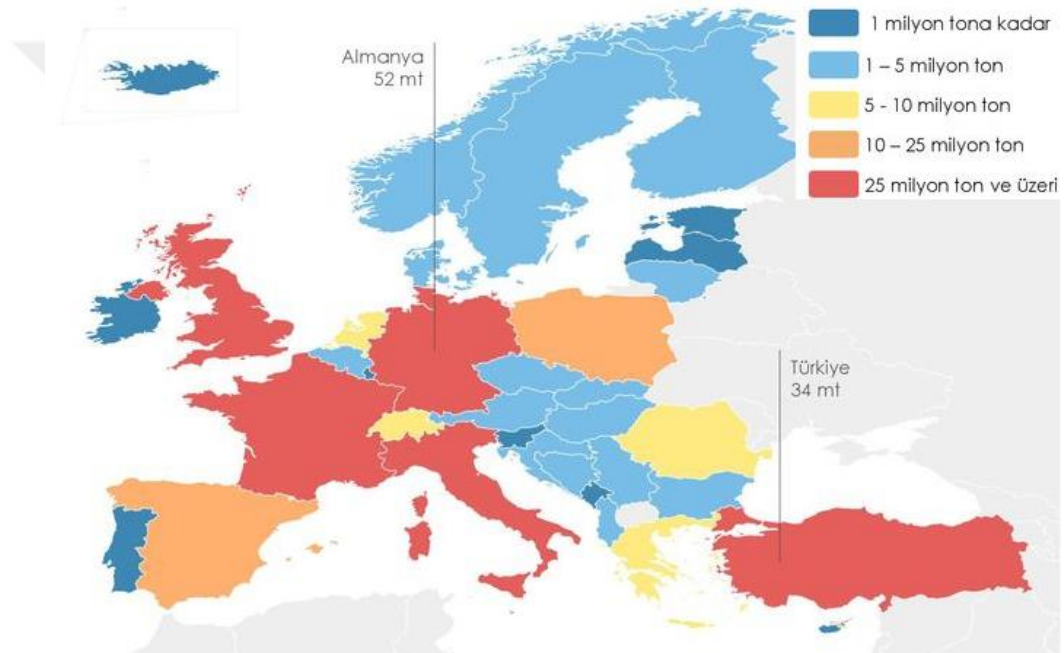 1 milyon tona kadar
1 – 5 milyon ton
5 - 10 milyon ton
10 – 25 milyon ton
25 milyon ton ve üzeri
Almanya
52 mt
Türkiye
34 mt